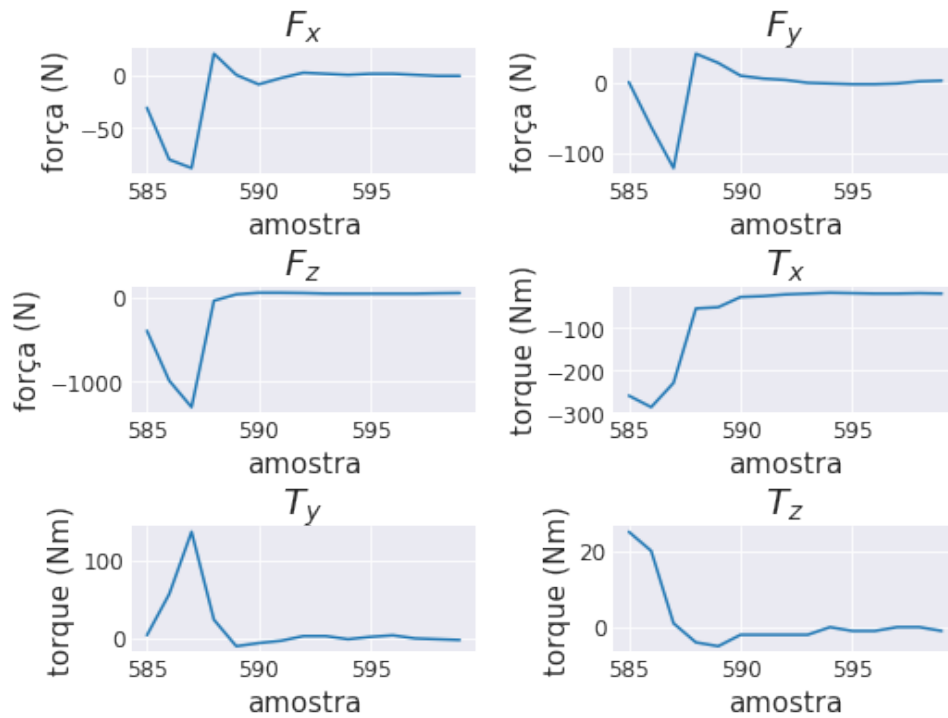 F_x
força (N)
0
−50
585 590 595
amostra
F_y
força (N)
0
−100
585 590 595
amostra
F_z
força (N)
0
−1000
585 590 595
amostra
T_x
torque (Nm)
−100
−200
−300
585 590 595
amostra
T_y
torque (Nm)
100
0
585 590 595
amostra
T_z
torque (Nm)
20
0
585 590 595
amostra